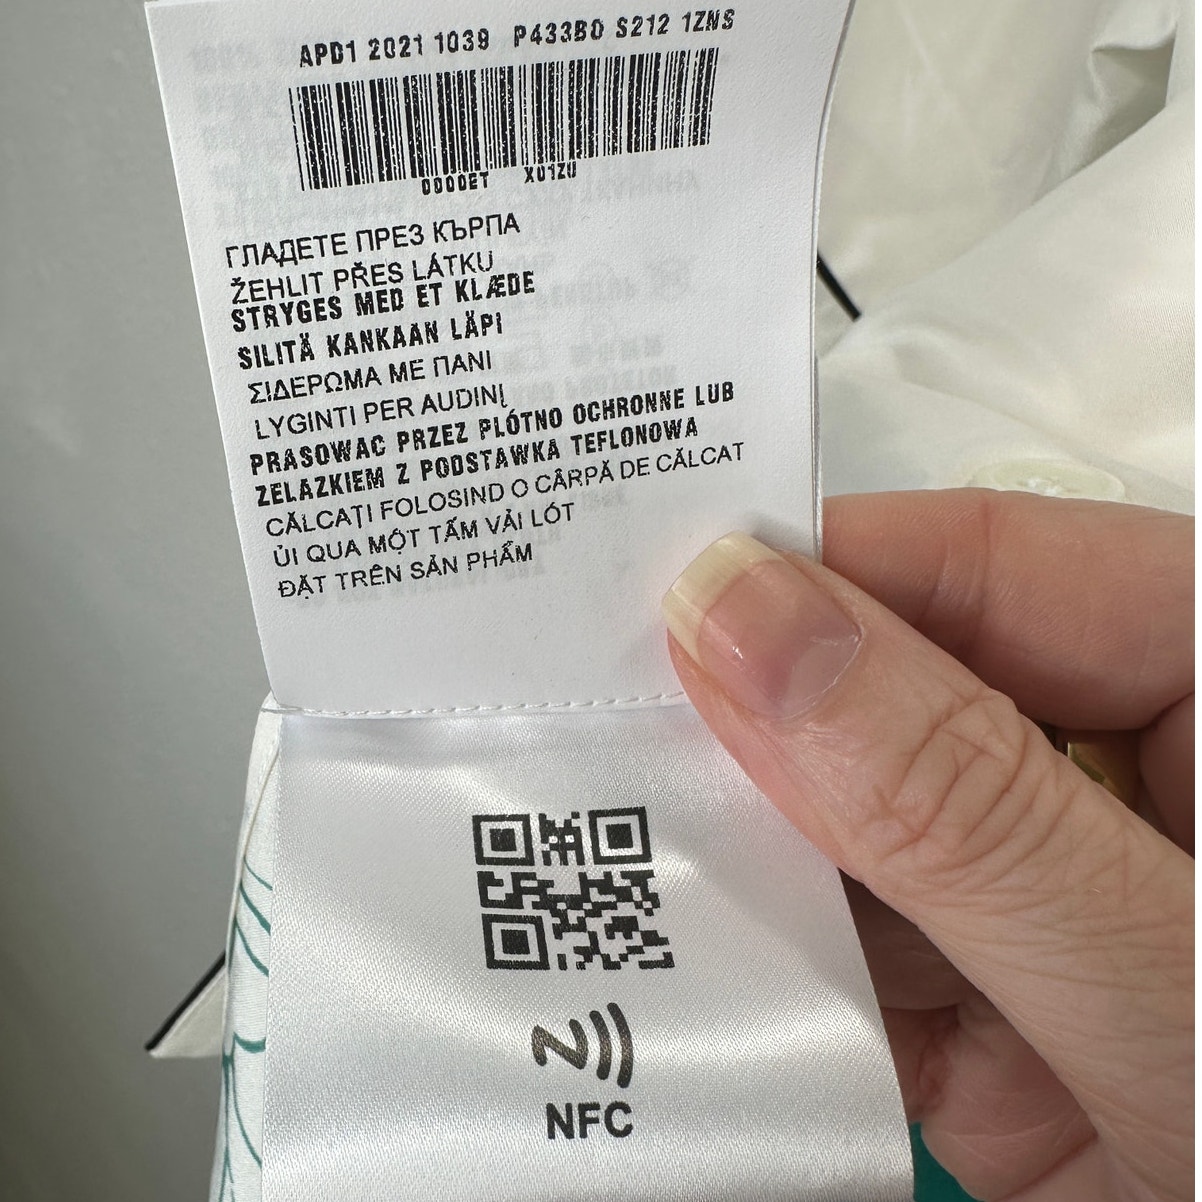 APD1 2021 1039 P433B0 S212 1ZNS
0000ET X01ZU
ГЛАДЕТЕ ПРЕЗ КЪРПА
ŽEHLIT PŘES LÁTKU
STRYGES MED ET KLÆDE
SILITÄ KANKAAN LÄPI
ΣΙΔΕΡΩΜΑ ΜΕ ΠΑΝΙ
LYGINTI PER AUDINĮ
PRASOWAC PRZEZ PLÓTNO OCHRONNE LUB
ZELAZKIEM Z PODSTAWKA TEFLONOWA
CĂLCAȚI FOLOSIND O CÂRPĂ DE CĂLCAT
ỦI QUA MỘT TẤM VẢI LÓT
ĐẶT TRÊN SẢN PHẨM
NFC